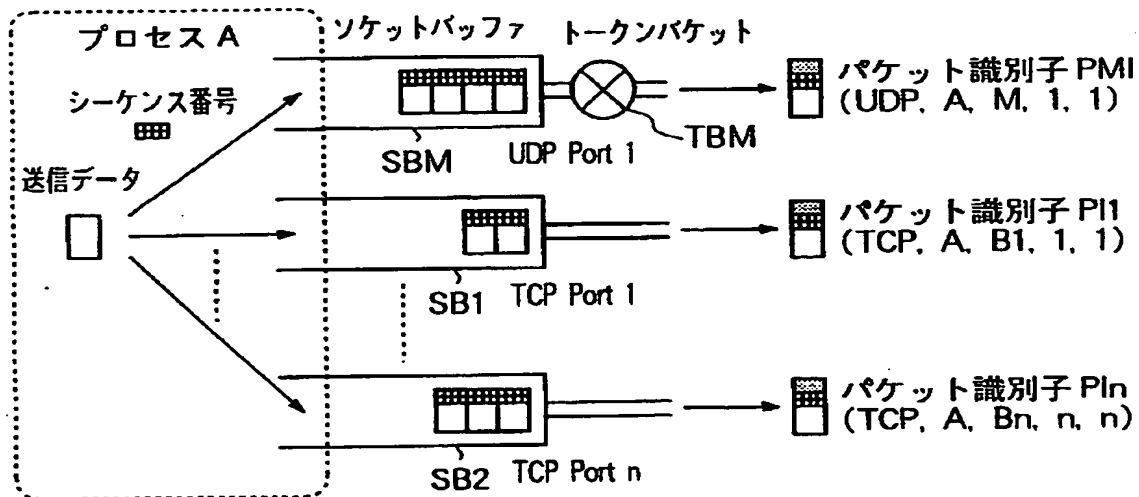 プロセス A
ソケットバッファ
トークンバケット
シーケンス番号
送信データ
SBM
UDP Port 1
TBM
パケット識別子 PMI
(UDP, A, M, 1, 1)
SB1
TCP Port 1
パケット識別子 PI1
(TCP, A, B1, 1, 1)
SB2
TCP Port n
パケット識別子 PIn
(TCP, A, Bn, n, n)